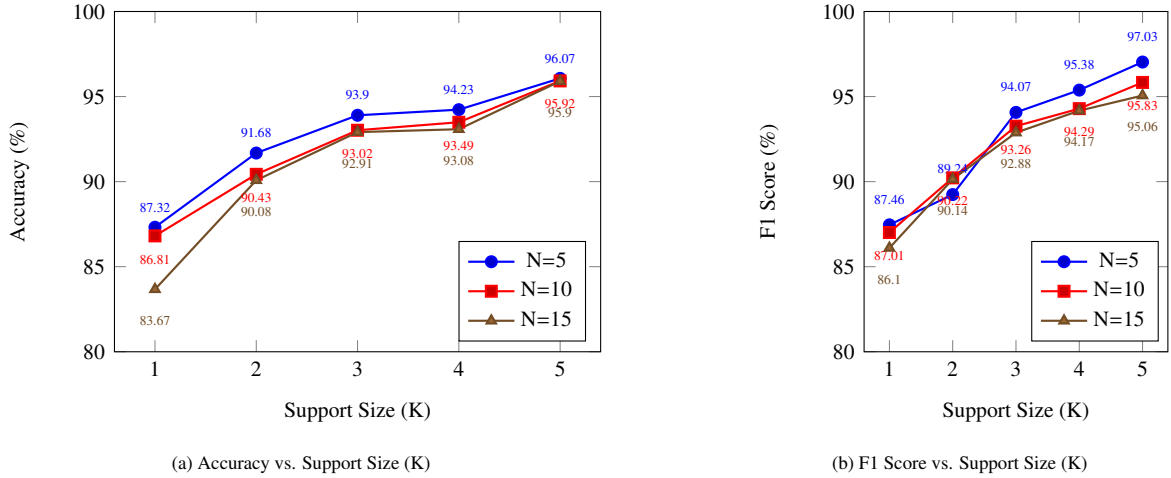 100
95
90
85
80
Accuracy (%)
87.32
91.68
93.9
94.23
96.07
86.81
90.43
93.02
93.49
95.92
83.67
90.08
92.91
93.08
95.9
N=5
N=10
N=15
1 2 3 4 5
Support Size (K)
(a) Accuracy vs. Support Size (K)
100
95
90
85
80
F1 Score (%)
87.46
89.24
94.07
95.38
97.03
87.01
90.22
93.26
94.29
95.83
86.1
90.14
92.88
94.17
95.06
N=5
N=10
N=15
1 2 3 4 5
Support Size (K)
(b) F1 Score vs. Support Size (K)